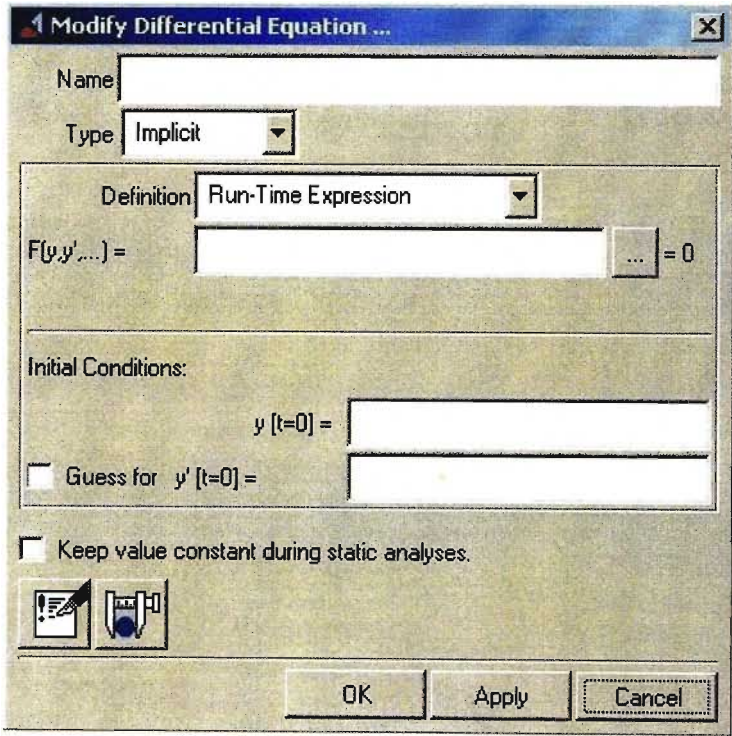 Modify Differential Equation ...
Name
Type Implicit
Definition Run-Time Expression
F(y,y',...) = ... = 0
Initial Conditions:
y [t=0] =
Guess for y' [t=0] =
Keep value constant during static analyses.
OK Apply Cancel